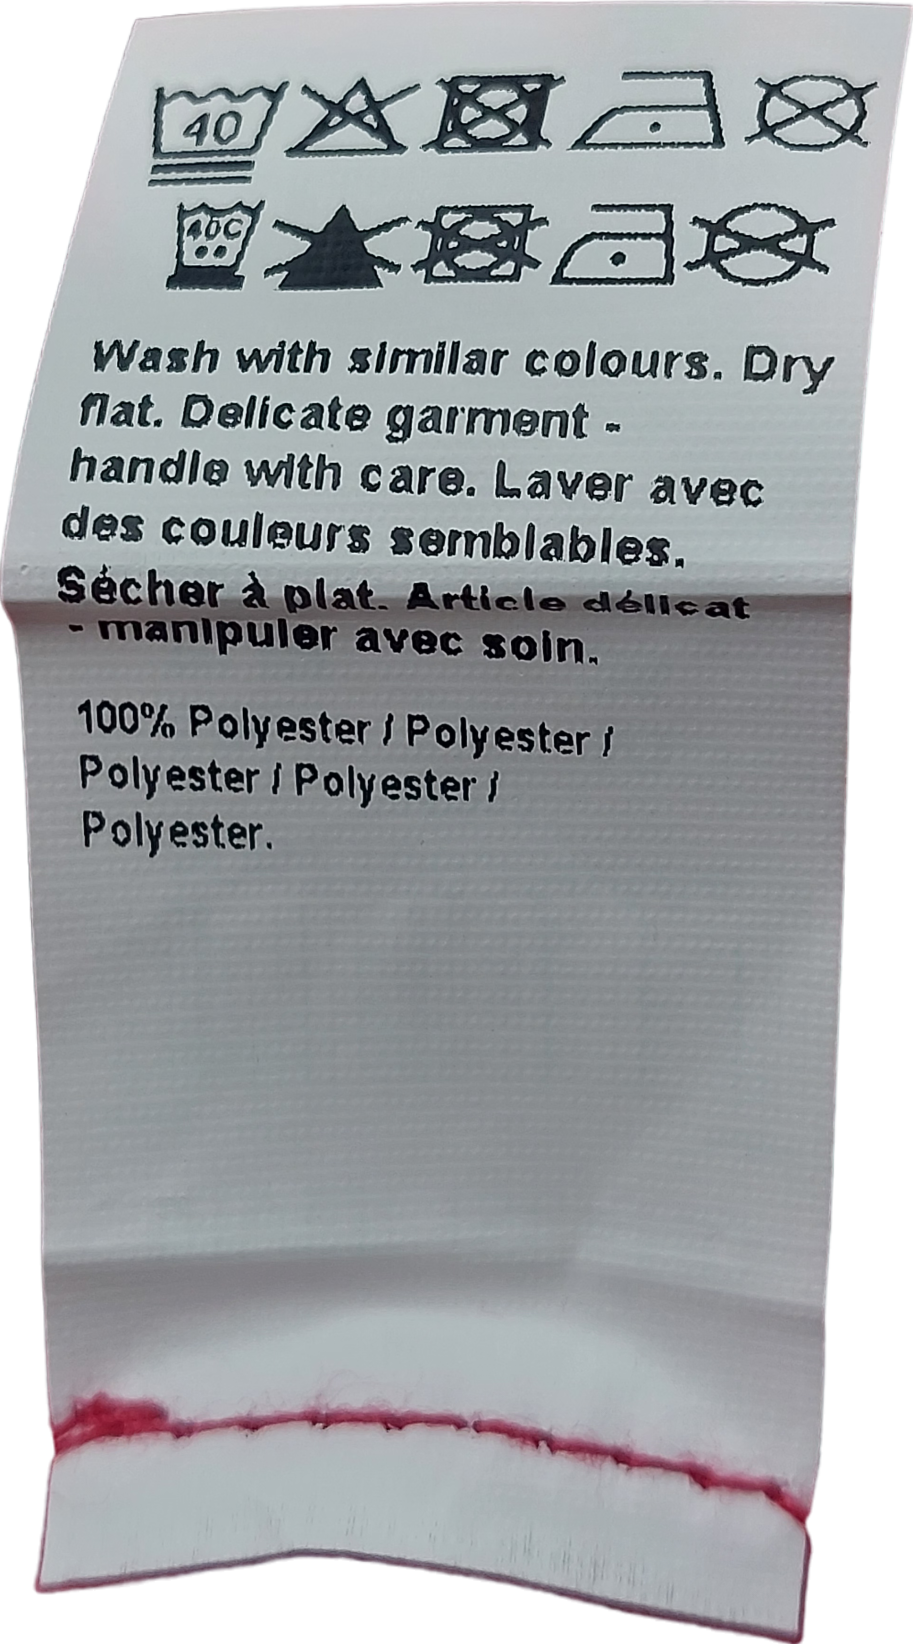 40
40C
Wash with similar colours. Dry
flat. Delicate garment -
handle with care. Laver avec
des couleurs semblables.
Sécher à plat. Article délicat
- manipuler avec soin.
100% Polyester / Polyester /
Polyester / Polyester /
Polyester.